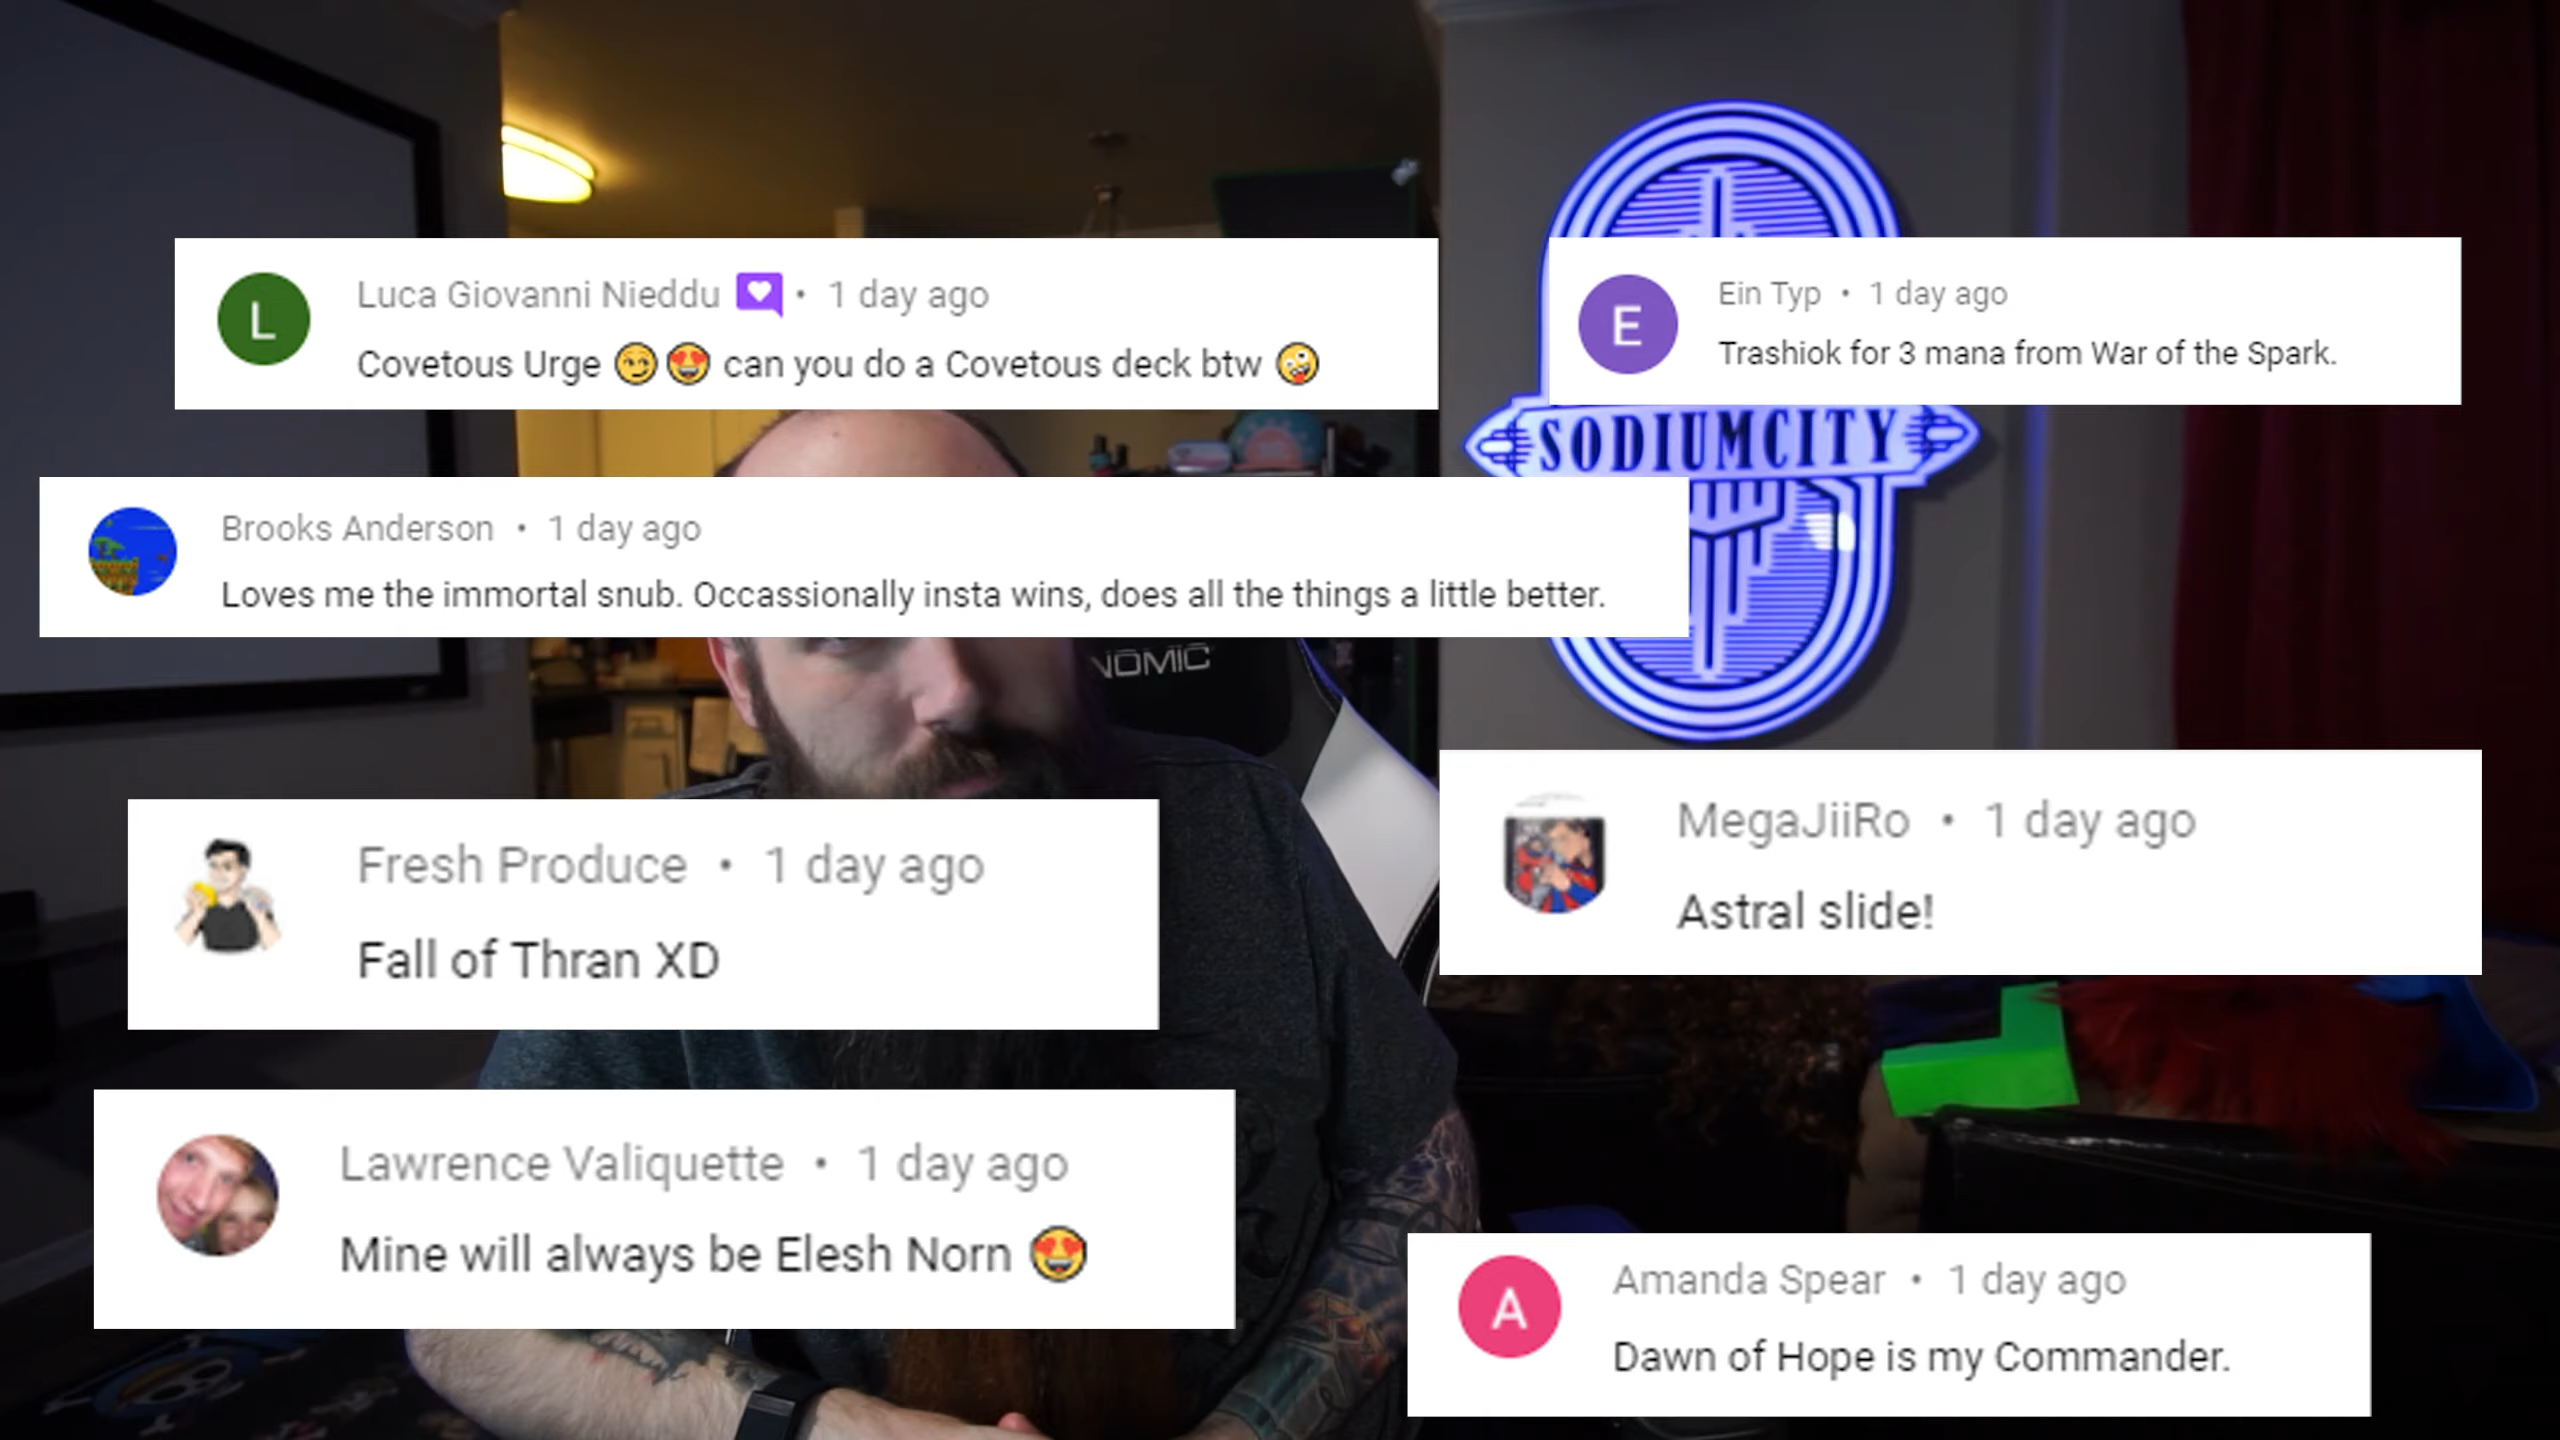 Luca Giovanni Nieddu • 1 day ago
L
Covetous Urge 😏😍 can you do a Covetous deck btw 🤪
Ein Typ • 1 day ago
E
Trashiok for 3 mana from War of the Spark.
SODIUMCITY
Brooks Anderson • 1 day ago
Loves me the immortal snub. Occassionally insta wins, does all the things a little better.
NOMIC
MegaJiiRo • 1 day ago
Astral slide!
Fresh Produce • 1 day ago
Fall of Thran XD
Lawrence Valiquette • 1 day ago
Mine will always be Elesh Norn 😍
Amanda Spear • 1 day ago
A
Dawn of Hope is my Commander.